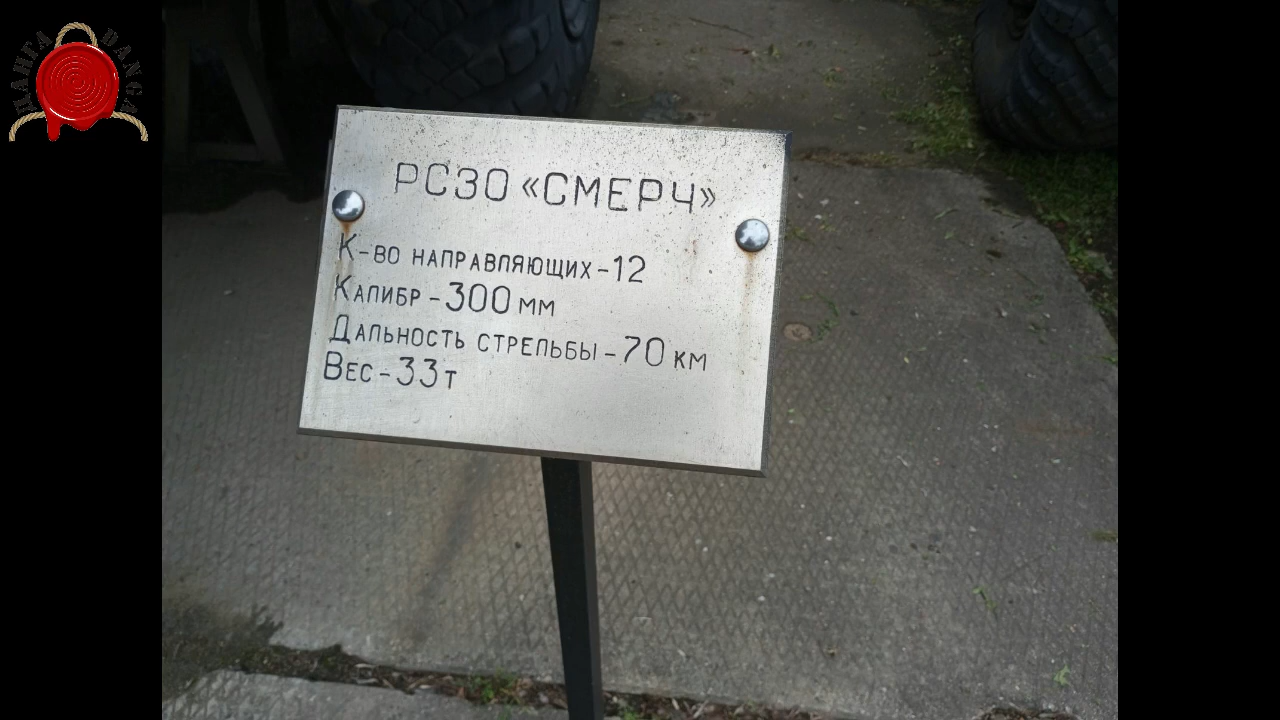 РСЗО «СМЕРЧ»
К-во направляющих - 12
Калибр - 300 мм
Дальность стрельбы - 70 км
Вес - 33т